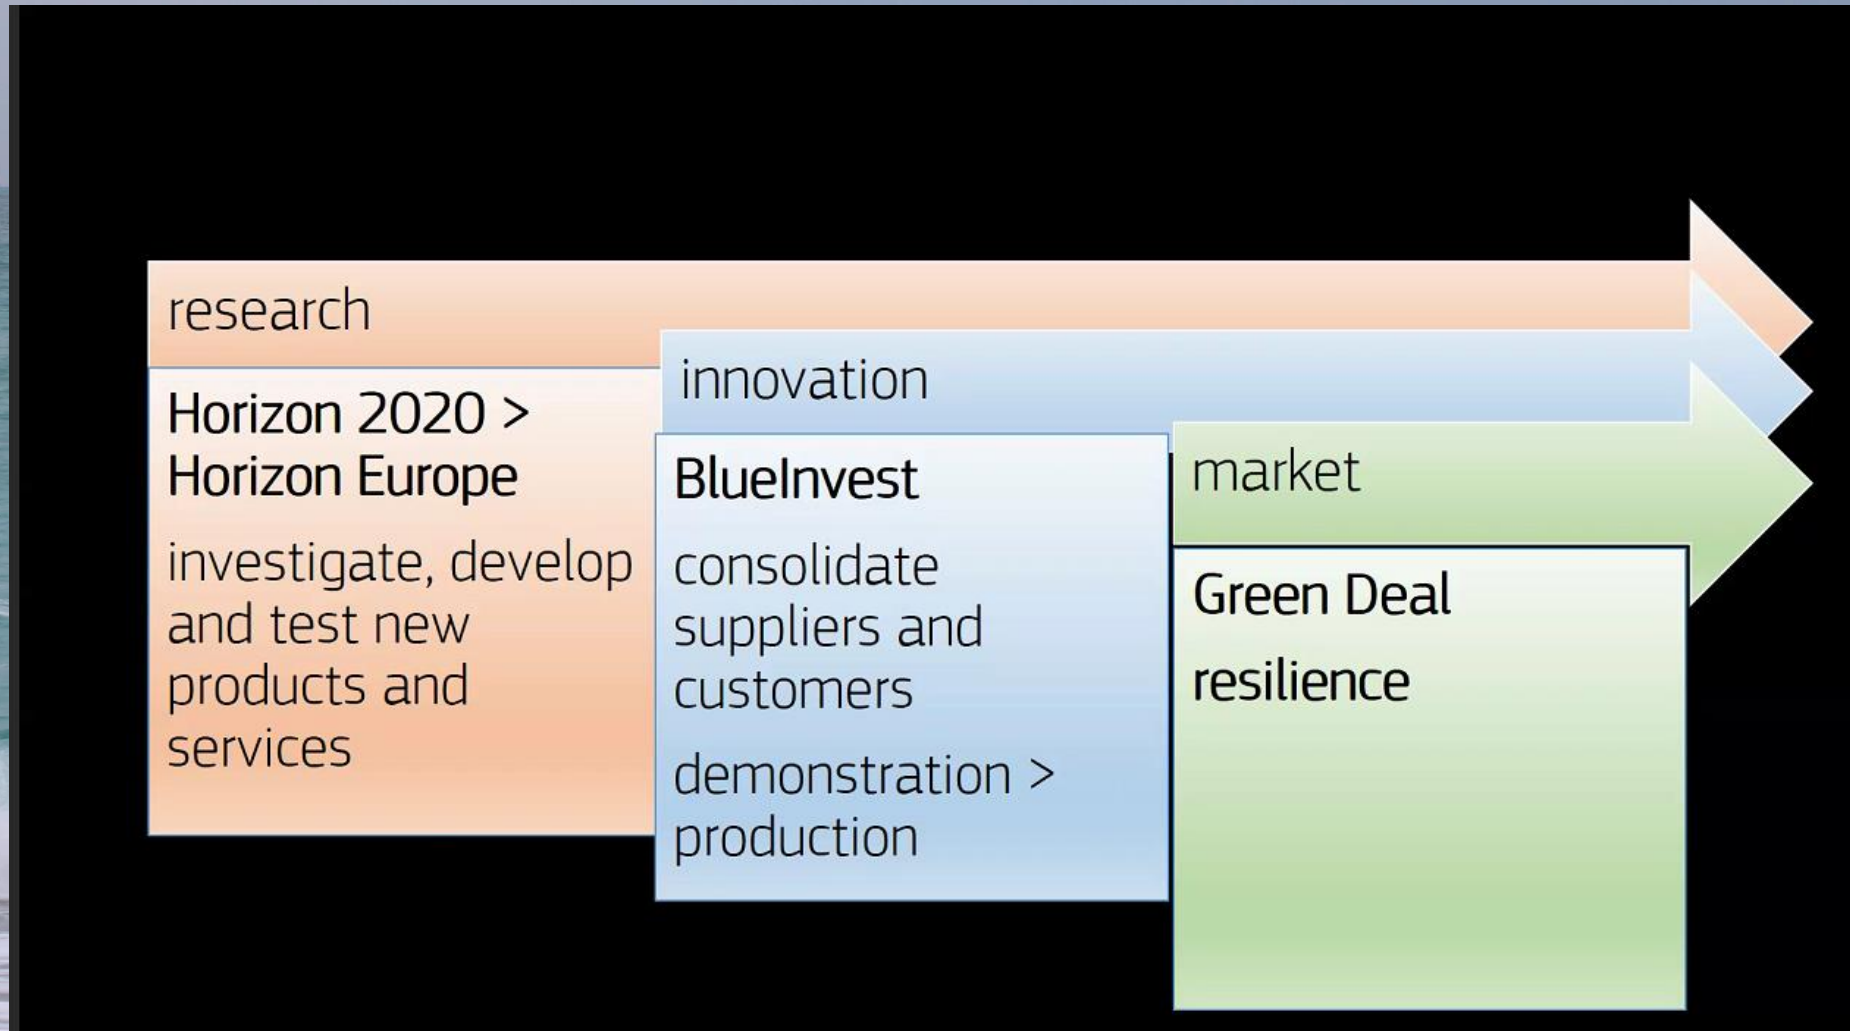 research
Horizon 2020 >
Horizon Europe
investigate, develop
and test new
products and
services
innovation
BlueInvest
consolidate
suppliers and
customers
demonstration >
production
market
Green Deal
resilience